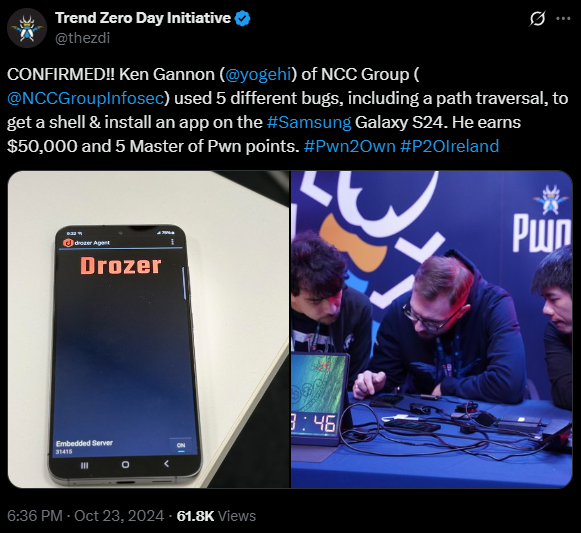 Trend Zero Day Initiative
@thezdi
CONFIRMED!! Ken Gannon (@yogehi) of NCC Group (
@NCCGroupInfosec) used 5 different bugs, including a path traversal, to
get a shell & install an app on the #Samsung Galaxy S24. He earns
$50,000 and 5 Master of Pwn points. #Pwn2Own #P2OIreland
drozer Agent
Drozer
Embedded Server
31415
ON
Pwn
3:46
6:36 PM · Oct 23, 2024 · 61.8K Views